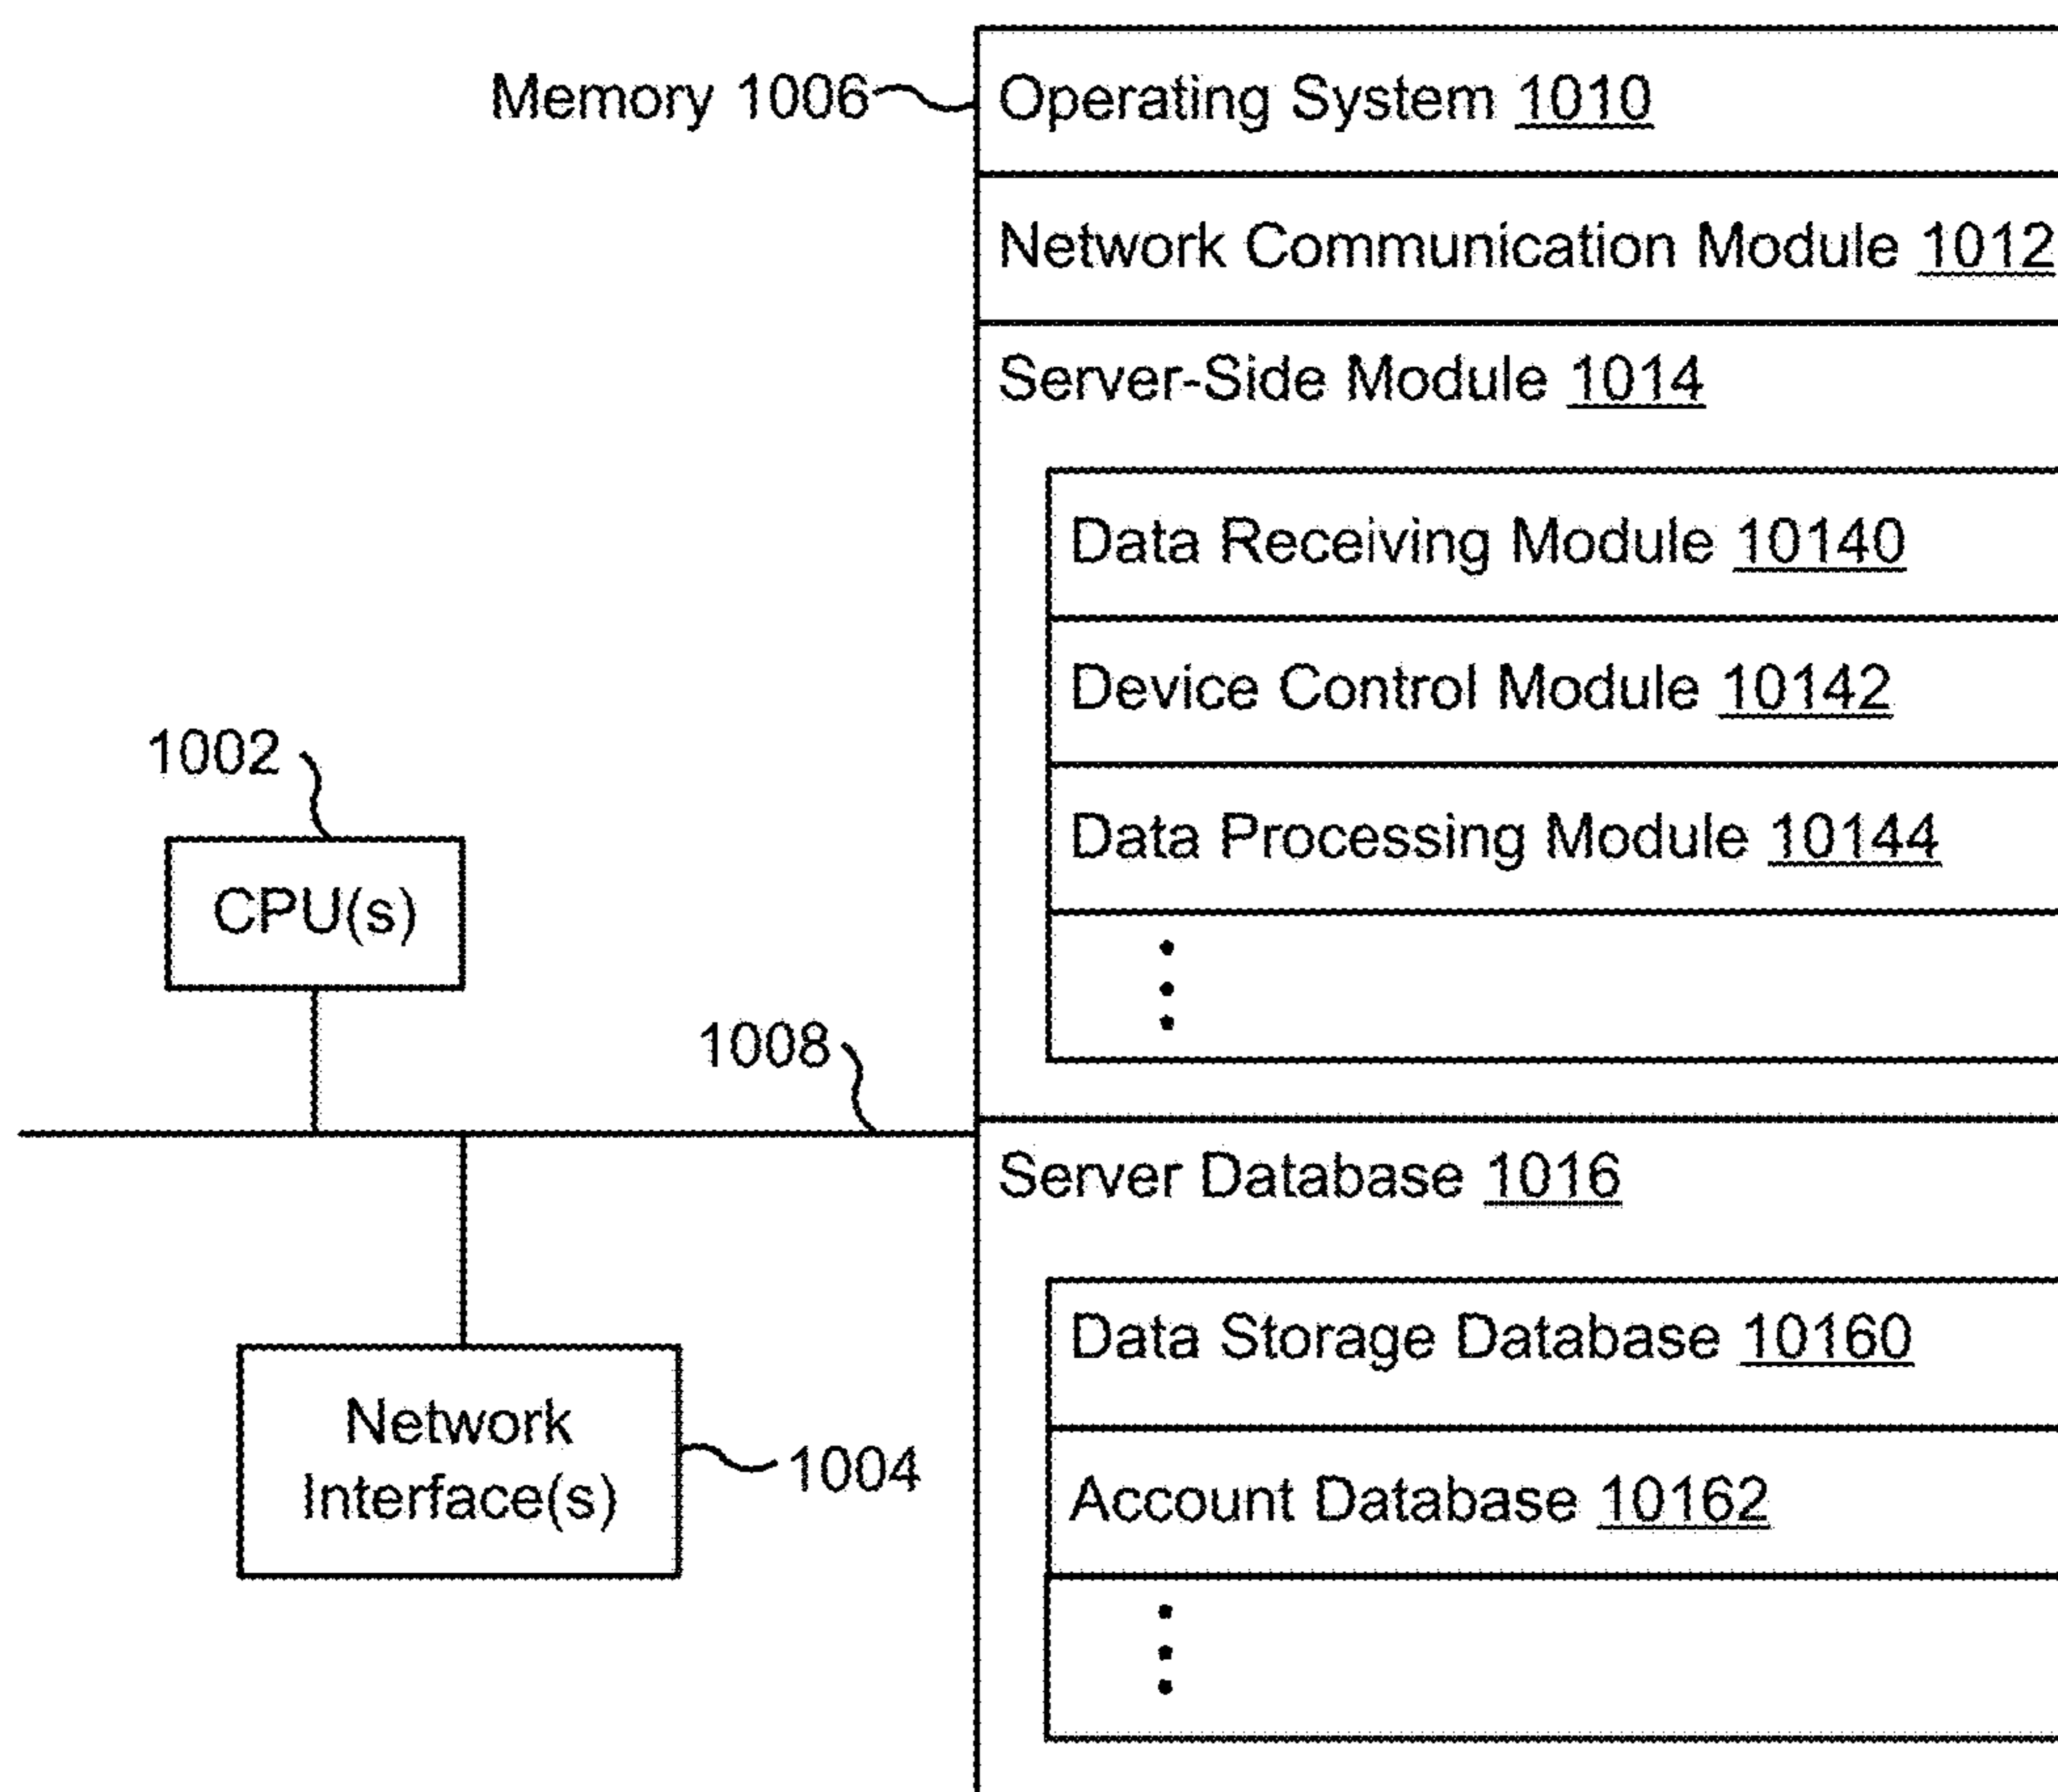 Memory 1006
Operating System 1010
Network Communication Module 1012
Server-Side Module 1014
Data Receiving Module 10140
Device Control Module 10142
Data Processing Module 10144
1002
CPU(s)
1008
Network
Interface(s)
1004
Server Database 1016
Data Storage Database 10160
Account Database 10162